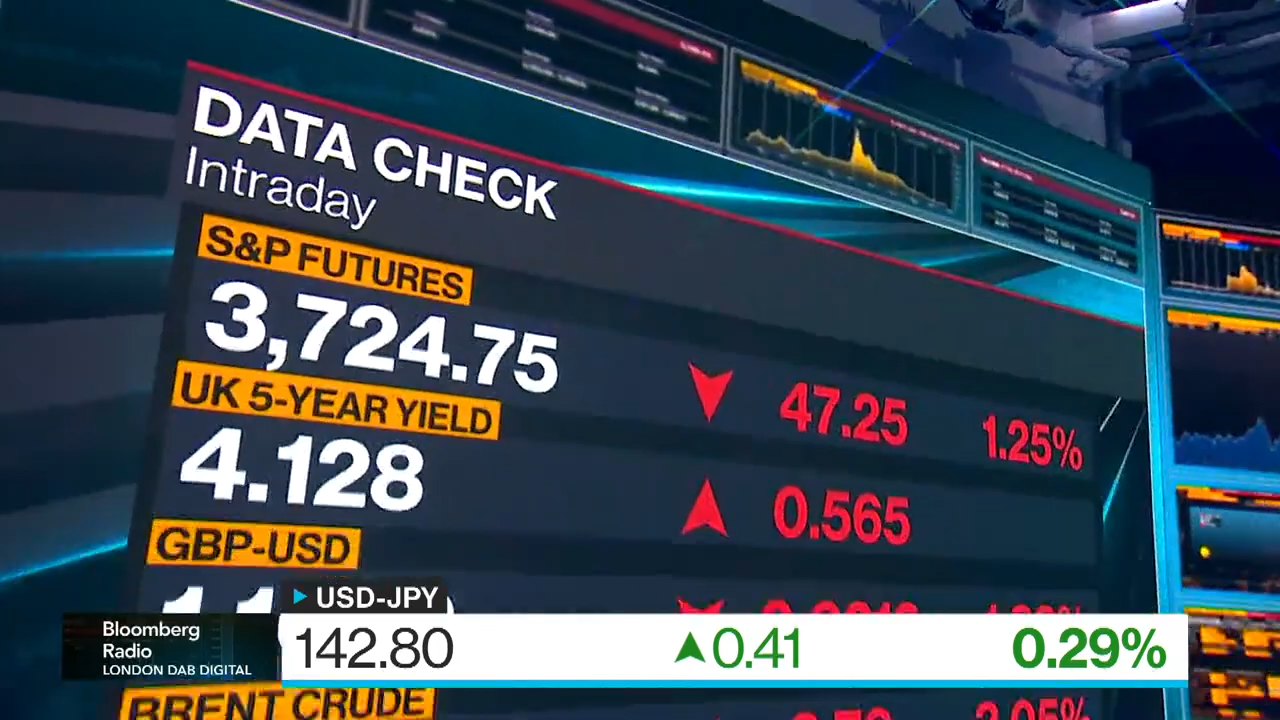 DATA CHECK
Intraday
S&P FUTURES
3,724.75
47.25
1.25%
UK 5-YEAR YIELD
4.128
0.565
GBP-USD
USD-JPY
Bloomberg
Radio
LONDON DAB DIGITAL
142.80
0.41
0.29%
BRENT CRUDE